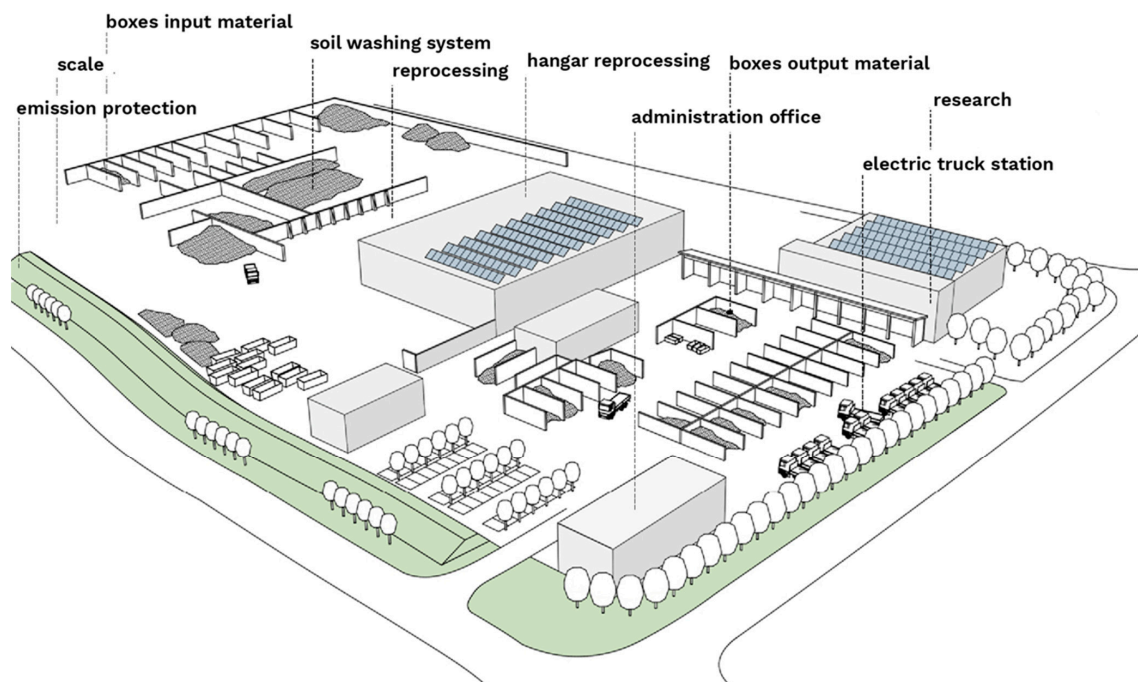 boxes input material
soil washing system
scale
reprocessing
hangar reprocessing
boxes output material
emission protection
administration office
research
electric truck station